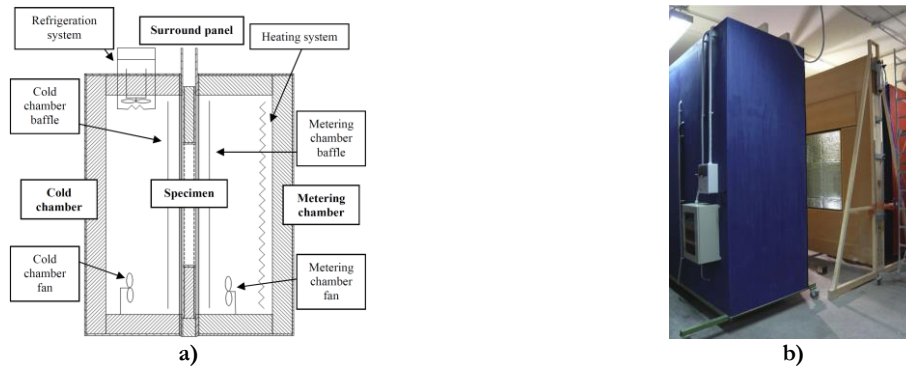 Refrigeration
system
Surround panel
Heating system
Cold
chamber
baffle
Metering
chamber
baffle
Cold
chamber
Specimen
Metering
chamber
Cold
chamber
fan
Metering
chamber
fan
a)
b)